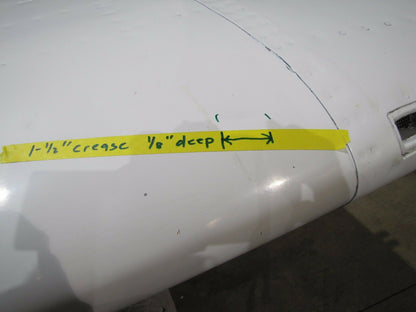 1-1/2" crease 1/8" deep